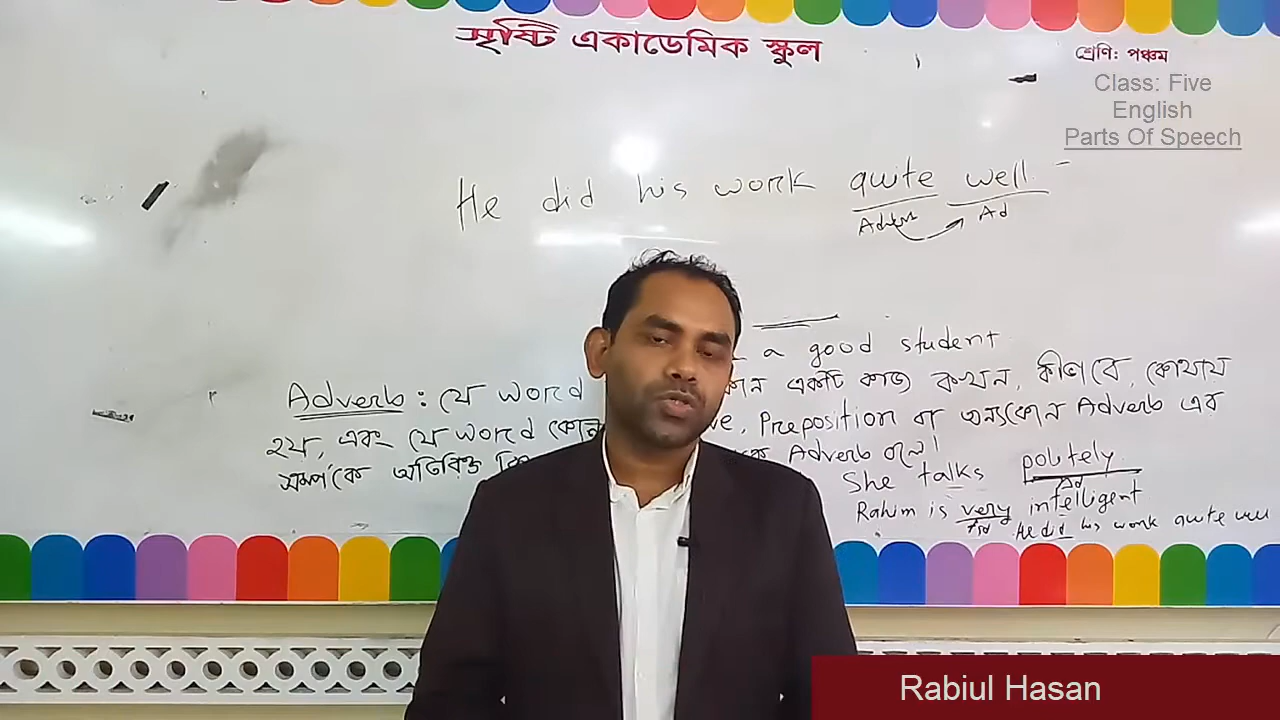 সৃষ্টি একাডেমিক স্কুল
শ্রেণি: পঞ্চম
Class: Five
English
Parts Of Speech
He did his work quite well.
Ad
a good student
Adverb : যে word কোন একটি কাজ কখন, কীভাবে, কোথায়
হয়, এবং যে word কোন Preposition বা অন্যকোন Adverb এর
সম্পর্কে অতিরিক্ত Adverb বলে।
She talks politely.
Ad
Rahim is very intelligent
Ad
He did his work quite
Rabiul Hasan